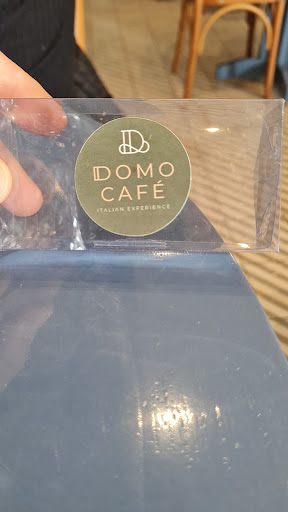 D
DOMO
CAFÉ
ITALIAN EXPERIENCE